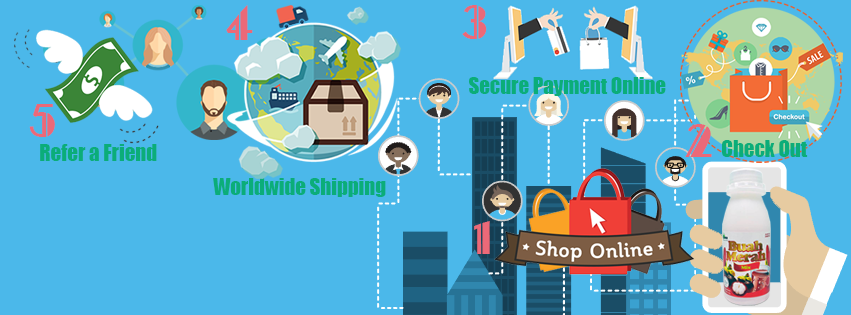 5
Refer a Friend
4
Worldwide Shipping
3
Secure Payment Online
%
SALE
Checkout
2
Check Out
1
Shop Online
$
Buah
Merah
Mix